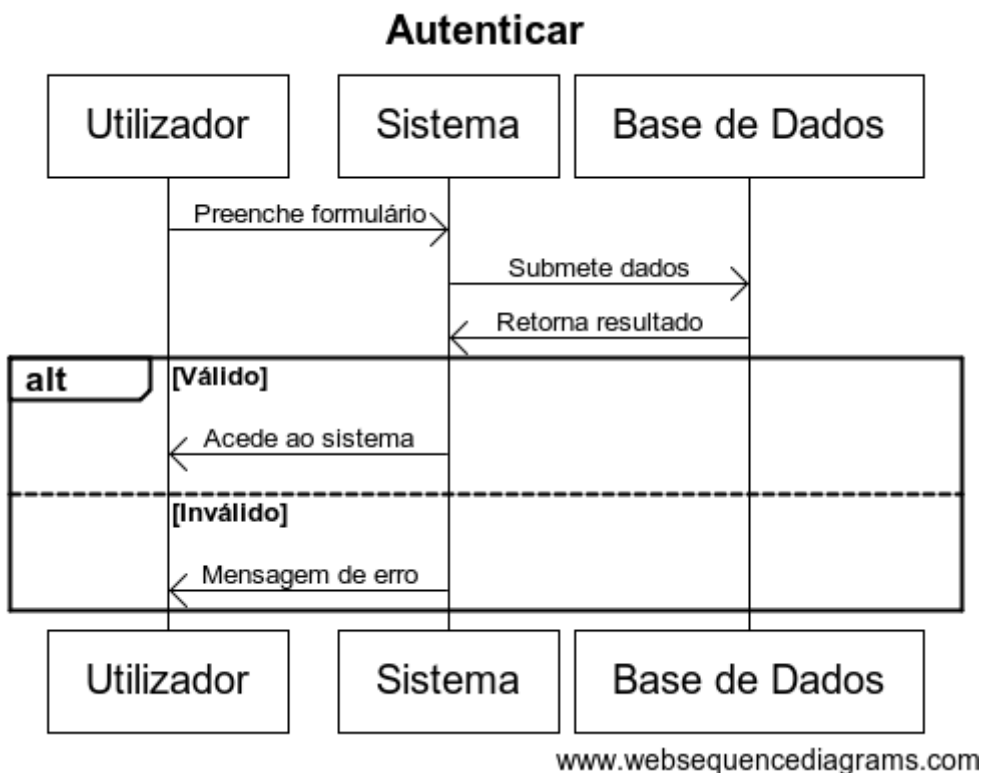 Autenticar
Utilizador
Sistema
Base de Dados
Preenche formulário
Submete dados
Retorna resultado
alt
[Válido]
Acede ao sistema
[Inválido]
Mensagem de erro
Utilizador
Sistema
Base de Dados
www.websequencediagrams.com